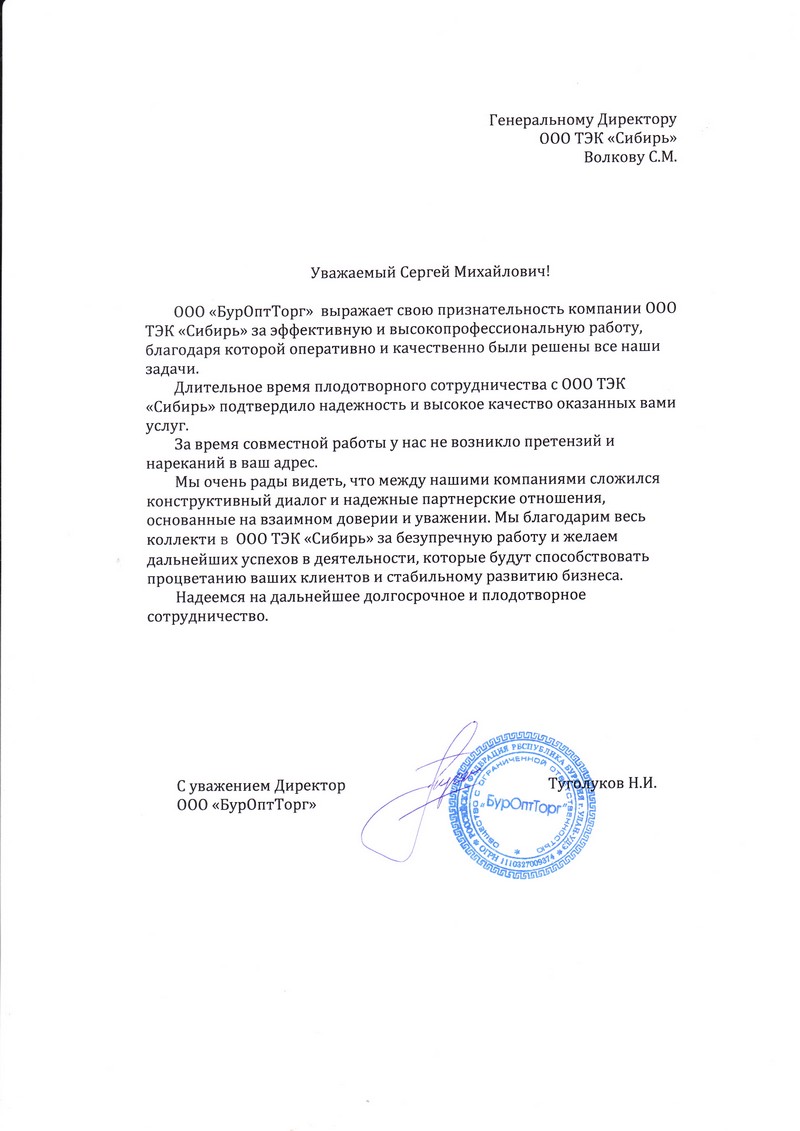 Генеральному Директору
ООО ТЭК «Сибирь»
Волкову С.М.
Уважаемый Сергей Михайлович!
ООО «БурОптТорг» выражает свою признательность компании ООО
ТЭК «Сибирь» за эффективную и высокопрофессиональную работу,
благодаря которой оперативно и качественно были решены все наши
задачи.
Длительное время плодотворного сотрудничества с ООО ТЭК
«Сибирь» подтвердило надежность и высокое качество оказанных вами
услуг.
За время совместной работы у нас не возникло претензий и
нареканий в ваш адрес.
Мы очень рады видеть, что между нашими компаниями сложился
конструктивный диалог и надежные партнерские отношения,
основанные на взаимном доверии и уважении. Мы благодарим весь
коллекти в ООО ТЭК «Сибирь» за безупречную работу и желаем
дальнейших успехов в деятельности, которые будут способствовать
процветанию ваших клиентов и стабильному развитию бизнеса.
Надеемся на дальнейшее долгосрочное и плодотворное
сотрудничество.
С уважением Директор
ООО «БурОптТорг»
Туголуков Н.И.
РОССИЙСКАЯ ФЕДЕРАЦИЯ РЕСПУБЛИКА БУРЯТИЯ г. УЛАН-УДЭ
ОГРН 1110327009374
ОБЩЕСТВО С ОГРАНИЧЕННОЙ ОТВЕТСТВЕННОСТЬЮ
"БурОптТорг"